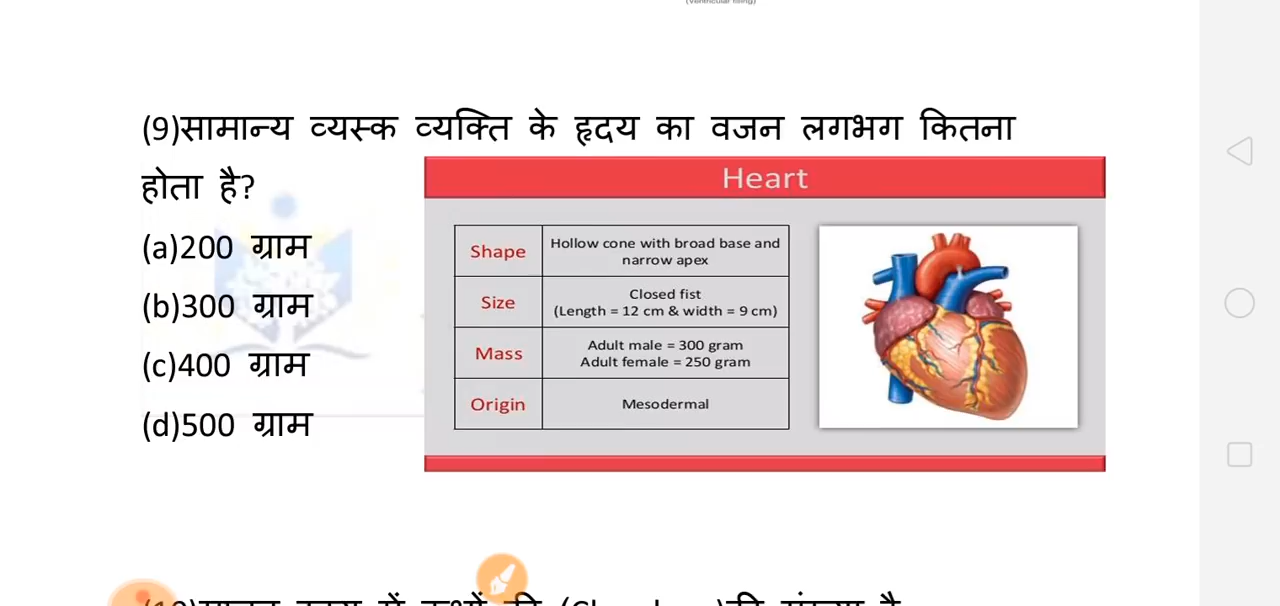 (Ventricular filling)
(9)सामान्य व्यस्क व्यक्ति के हृदय का वजन लगभग कितना
होता है?
(a)200 ग्राम
(b)300 ग्राम
(c)400 ग्राम
(d)500 ग्राम
Heart
Shape
Hollow cone with broad base and
narrow apex
Size
Closed fist
(Length = 12 cm & width = 9 cm)
Mass
Adult male = 300 gram
Adult female = 250 gram
Origin
Mesodermal